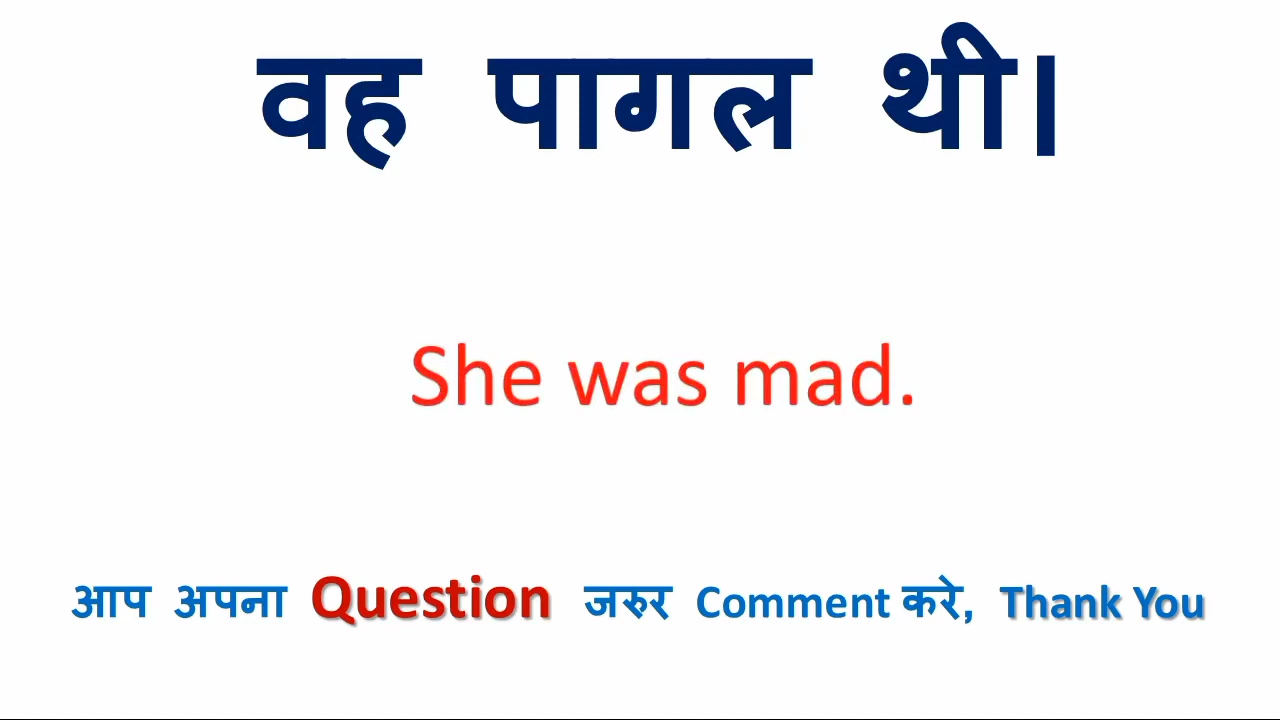 वह पागल थी।
She was mad.
आप अपना Question जरुर Comment करे, Thank You